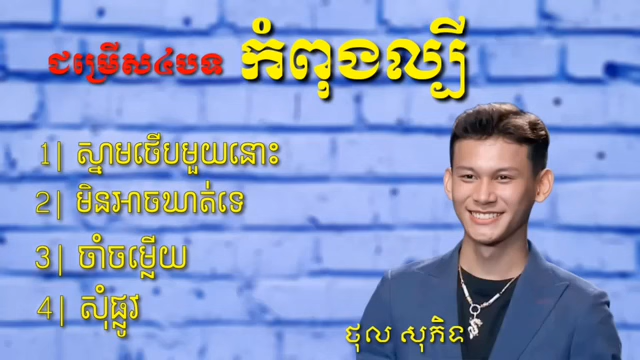 ជម្រើស៤បទ កំពុងល្បី
1| ស្នាមថើបមួយនោះ
2| មិនអាចឃាត់ទេ
3| ចាំចម្លើយ
4| សុំផ្លូវ
ថុល សុភិទ